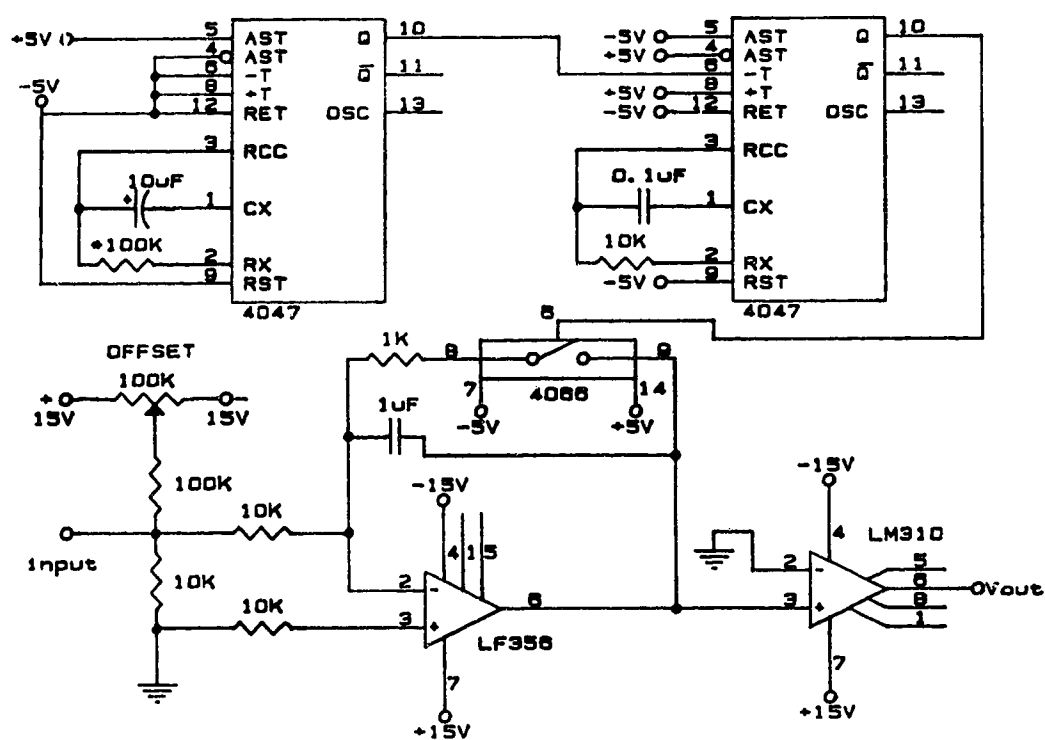 +5V
5 AST
4 AST
6 -T
8 +T
12 RET
3 RCC
1 CX
2 RX
9 RST
Q 10
Q 11
OSC 13
4047
-5V
10uF
+
*100K
-5V 5 AST
+5V 4 AST
6 -T
+5V 8 +T
-5V 12 RET
3 RCC
1 CX
2 RX
-5V 9 RST
Q 10
Q 11
OSC 13
4047
0.1uF
10K
OFFSET
100K
+
15V
15V
100K
input
10K
10K
10K
1K
8
6
9
7
4066
14
-5V
+5V
1uF
-15V
4 1 5
2 -
3 +
6
LF356
7
+15V
-15V
4
LM310
2 -
3 +
5
6
8
1
Vout
7
+15V